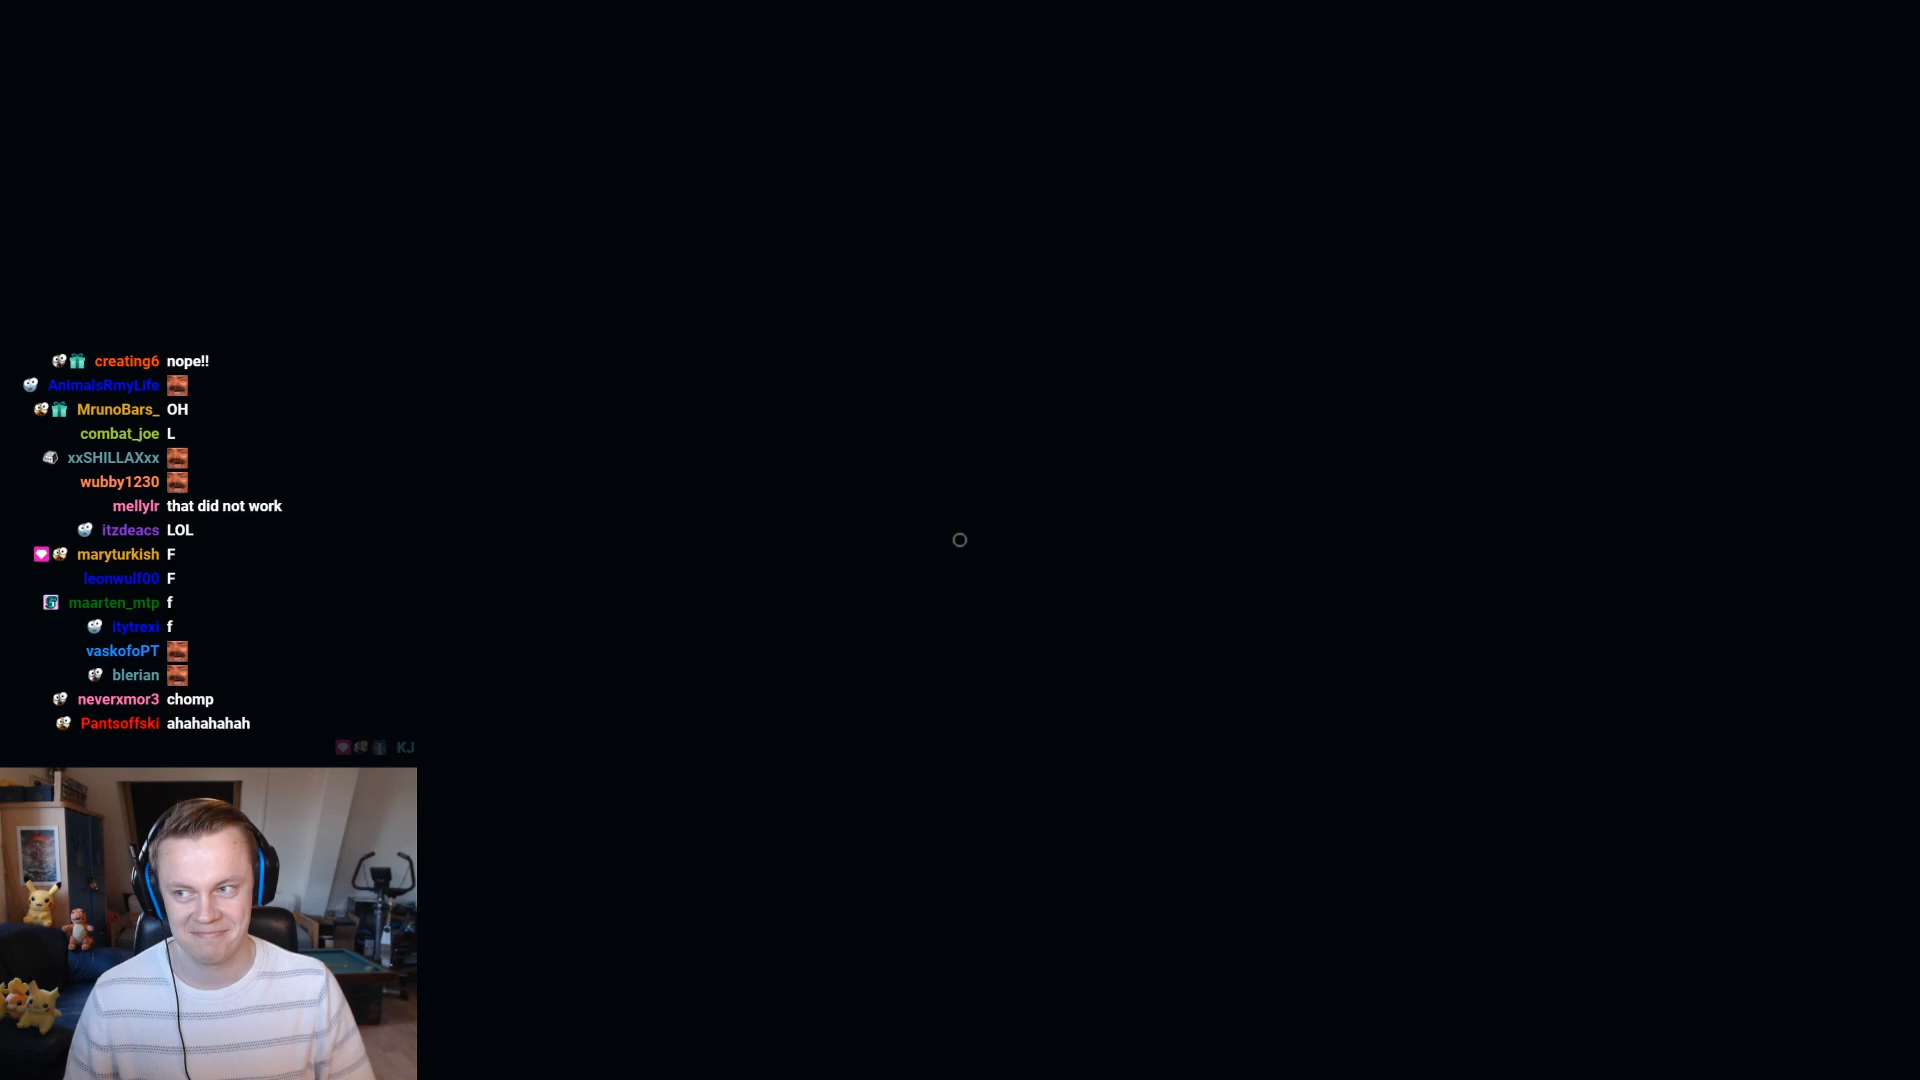 creating6 nope!!
AnimalsRmyLife
MrunoBars_ OH
combat_joe L
xxSHILLAXxx
wubby1230
mellylr that did not work
itzdeacs LOL
maryturkish F
leonwulf00 F
maarten_mtp f
itytrexi f
vaskofoPT
blerian
neverxmor3 chomp
Pantsoffski ahahahahah
KJ